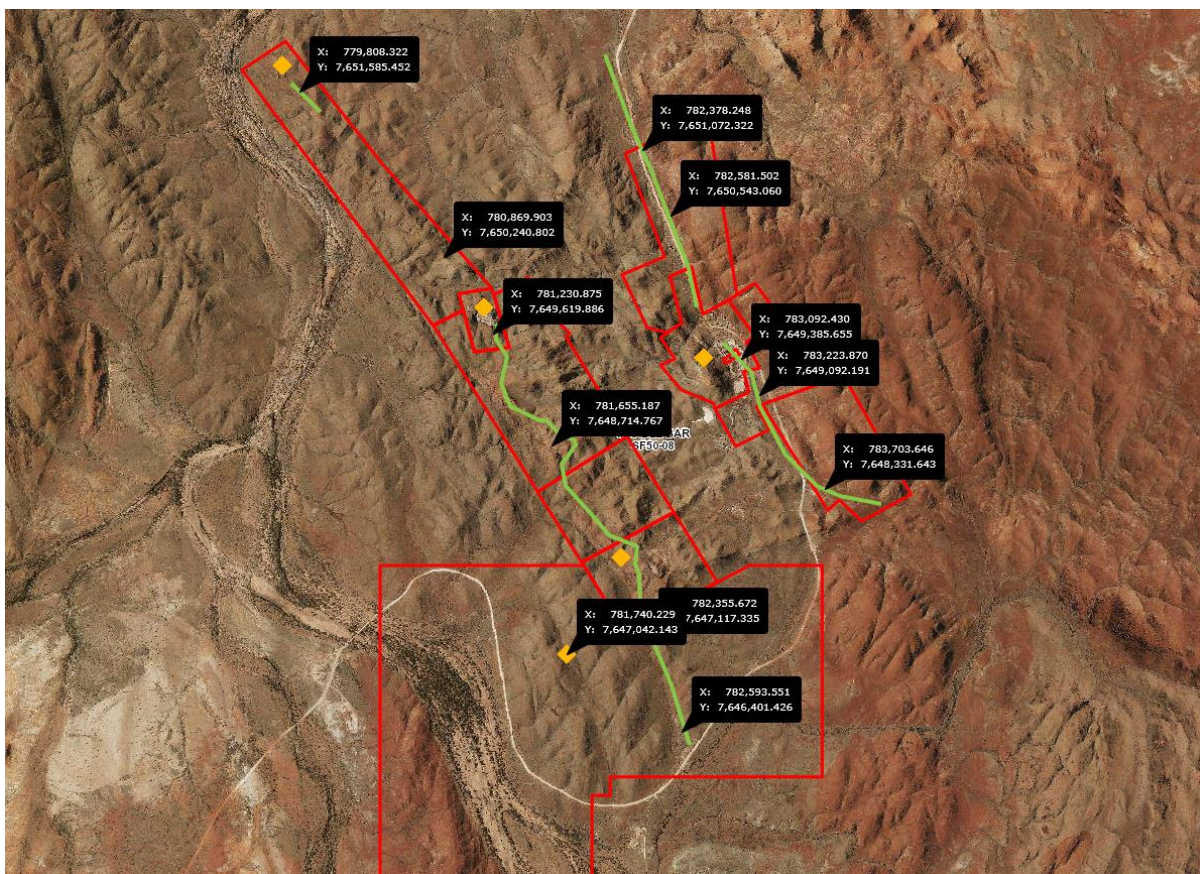 X: 779,808.322
Y: 7,651,585.452
X: 782,378.248
Y: 7,651,072.322
X: 782,581.502
Y: 7,650,543.060
X: 780,869.903
Y: 7,650,240.802
X: 781,230.875
Y: 7,649,619.886
X: 783,092.430
Y: 7,649,385.655
X: 783,223.870
Y: 7,649,092.191
X: 781,655.187
Y: 7,648,714.767
SF50-08
X: 783,703.646
Y: 7,648,331.643
X: 781,740.229
Y: 7,647,042.143
782,355.672
7,647,117.335
X: 782,593.551
Y: 7,646,401.426